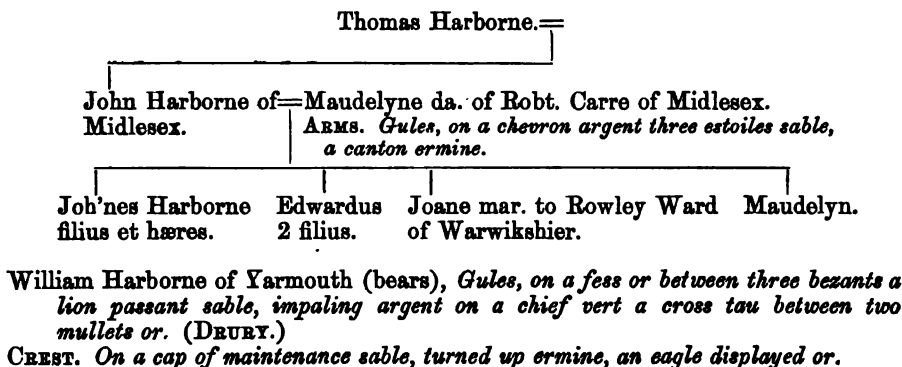 Thomas Harborne.=
John Harborne of=Maudelyne da. of Robt. Carre of Midlesex.
Midlesex.
ARMS. Gules, on a chevron argent three estoiles sable,
a canton ermine.
Joh'nes Harborne
filius et hæres.
Edwardus
2 filius.
Joane mar. to Rowley Ward
of Warwikshier.
Maudelyn.
William Harborne of Yarmouth (bears), Gules, on a fess or between three bezants a
lion passant sable, impaling argent on a chief vert a cross tau between two
mullets or. (DRURY.)
CREST. On a cap of maintenance sable, turned up ermine, an eagle displayed or.